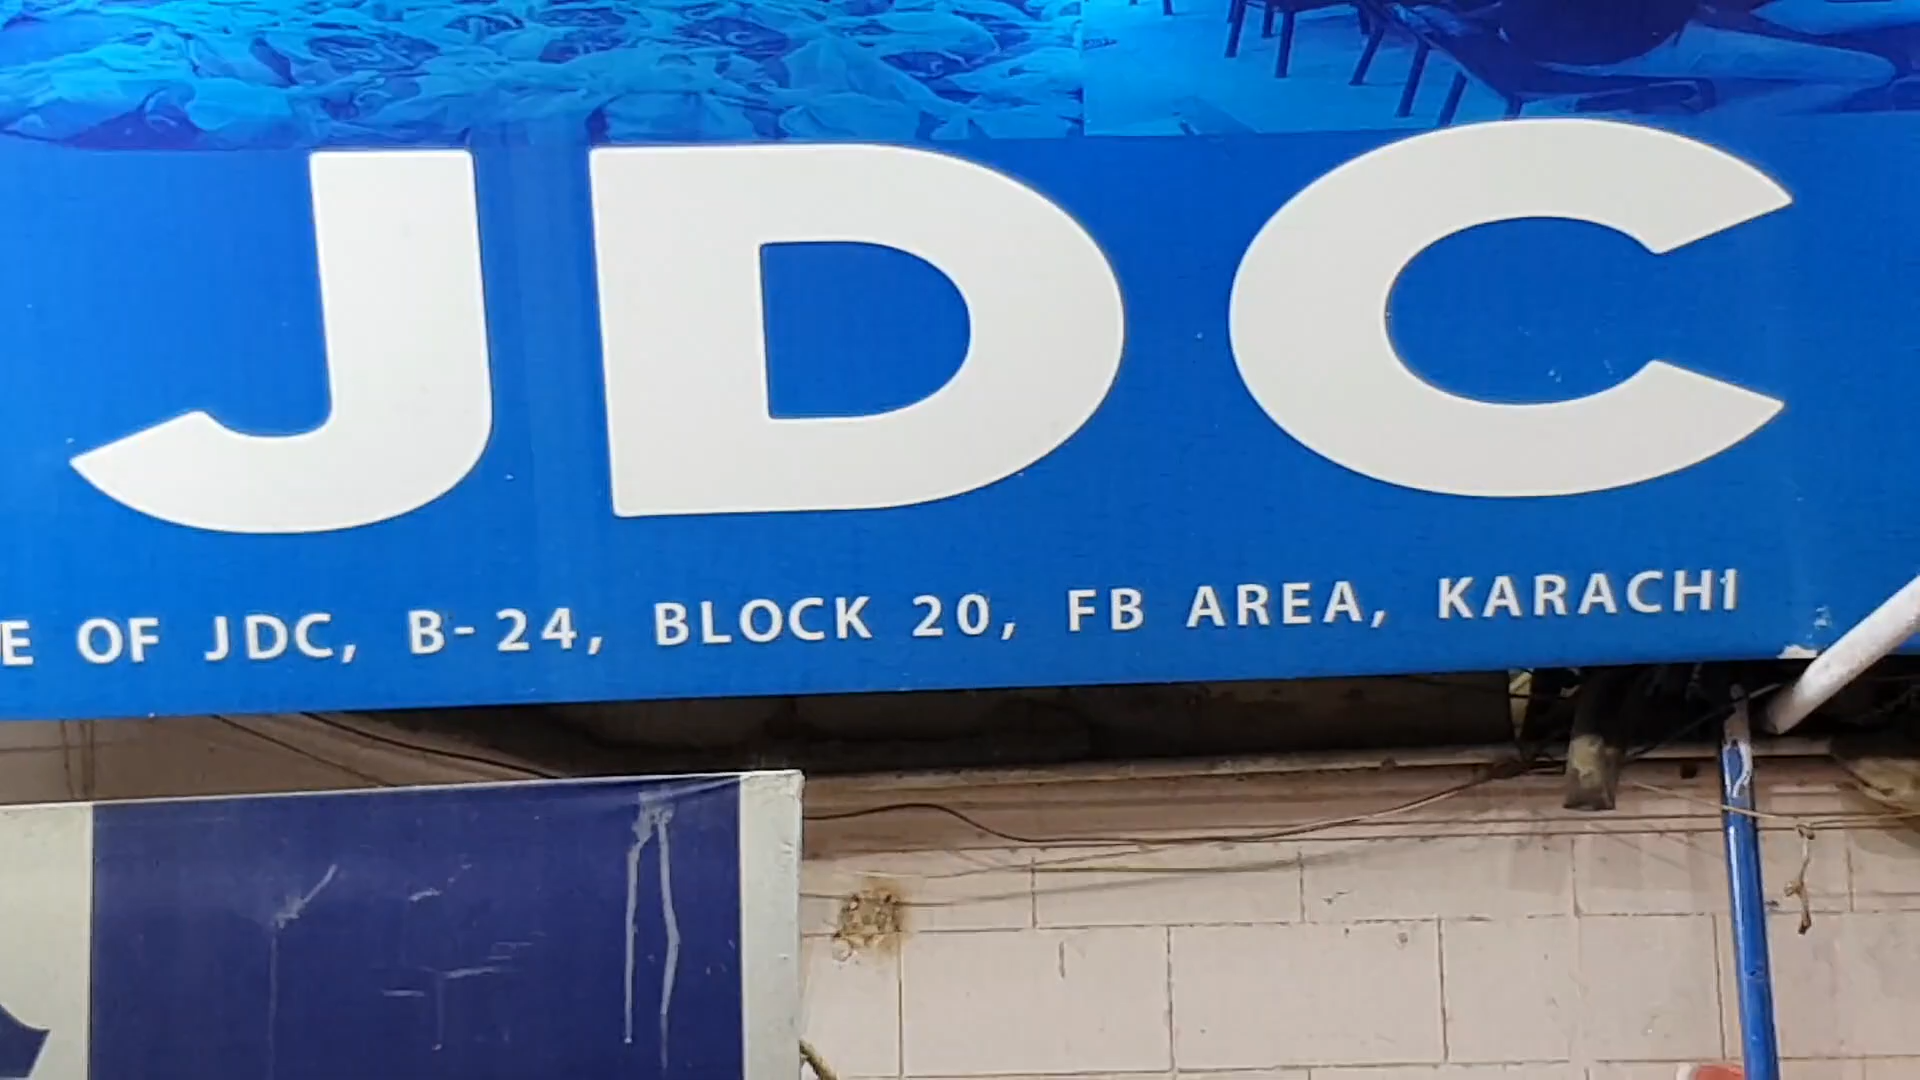 JDC
E OF JDC, B-24, BLOCK 20, FB AREA, KARACHI